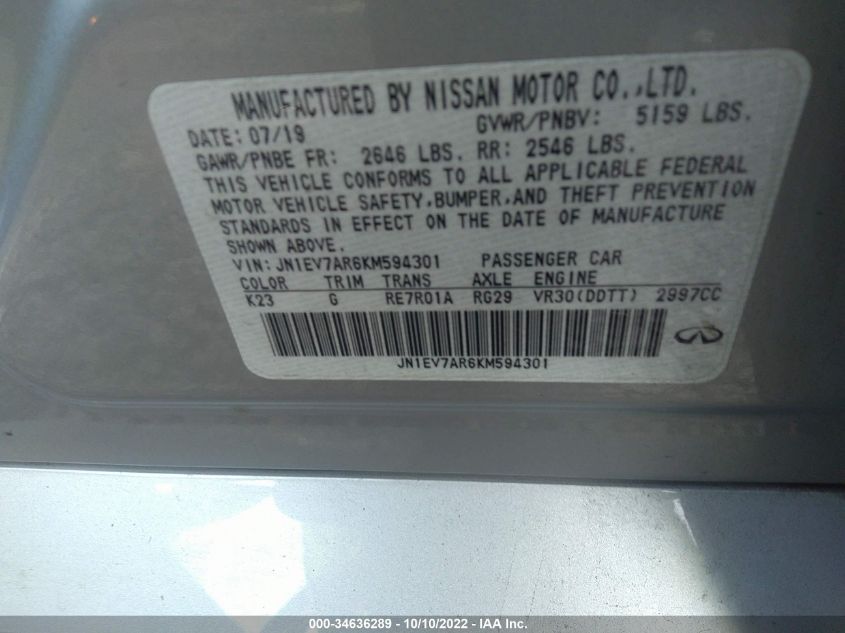 MANUFACTURED BY NISSAN MOTOR CO.,LTD.
DATE: 07/19 GVWR/PNBV: 5159 LBS.
GAWR/PNBE FR: 2646 LBS. RR: 2546 LBS.
THIS VEHICLE CONFORMS TO ALL APPLICABLE FEDERAL
MOTOR VEHICLE SAFETY,BUMPER,AND THEFT PREVENTION
STANDARDS IN EFFECT ON THE DATE OF MANUFACTURE
SHOWN ABOVE.
VIN: JN1EV7AR6KM594301 PASSENGER CAR
COLOR TRIM TRANS AXLE ENGINE
K23 G RE7R01A RG29 VR30(DDTT) 2997CC
JN1EV7AR6KM594301
000-34636289 - 10/10/2022 - IAA Inc.